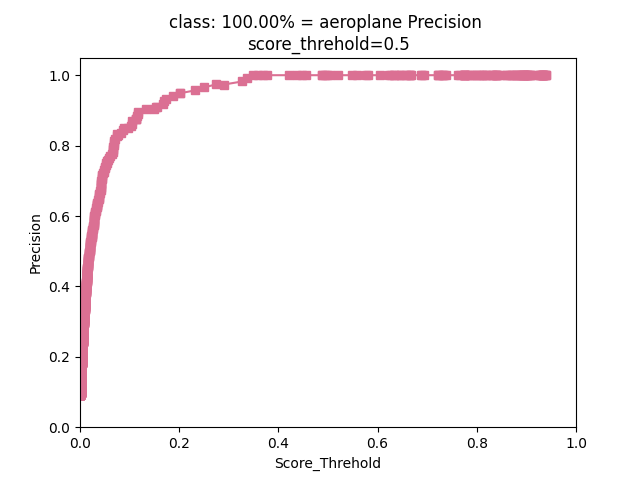 class: 100.00% = aeroplane Precision
score_threhold=0.5
1.0
0.8
0.6
0.4
0.2
0.0
Precision
0.0 0.2 0.4 0.6 0.8 1.0
Score_Threhold